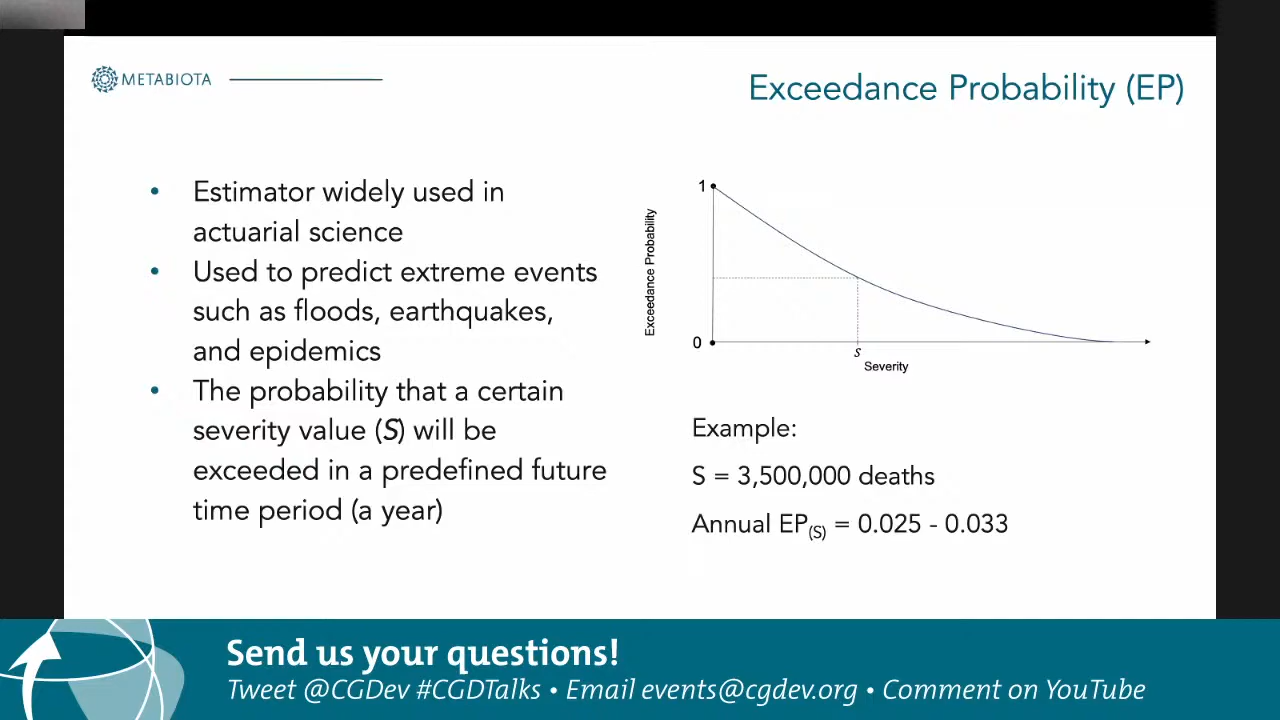 METABIOTA
Exceedance Probability (EP)
• Estimator widely used in
actuarial science
• Used to predict extreme events
such as floods, earthquakes,
and epidemics
• The probability that a certain
severity value (S) will be
exceeded in a predefined future
time period (a year)
1
Exceedance Probability
0
s
Severity
Example:
S = 3,500,000 deaths
Annual EP(S) = 0.025 - 0.033
Send us your questions!
Tweet @CGDev #CGDTalks • Email events@cgdev.org • Comment on YouTube